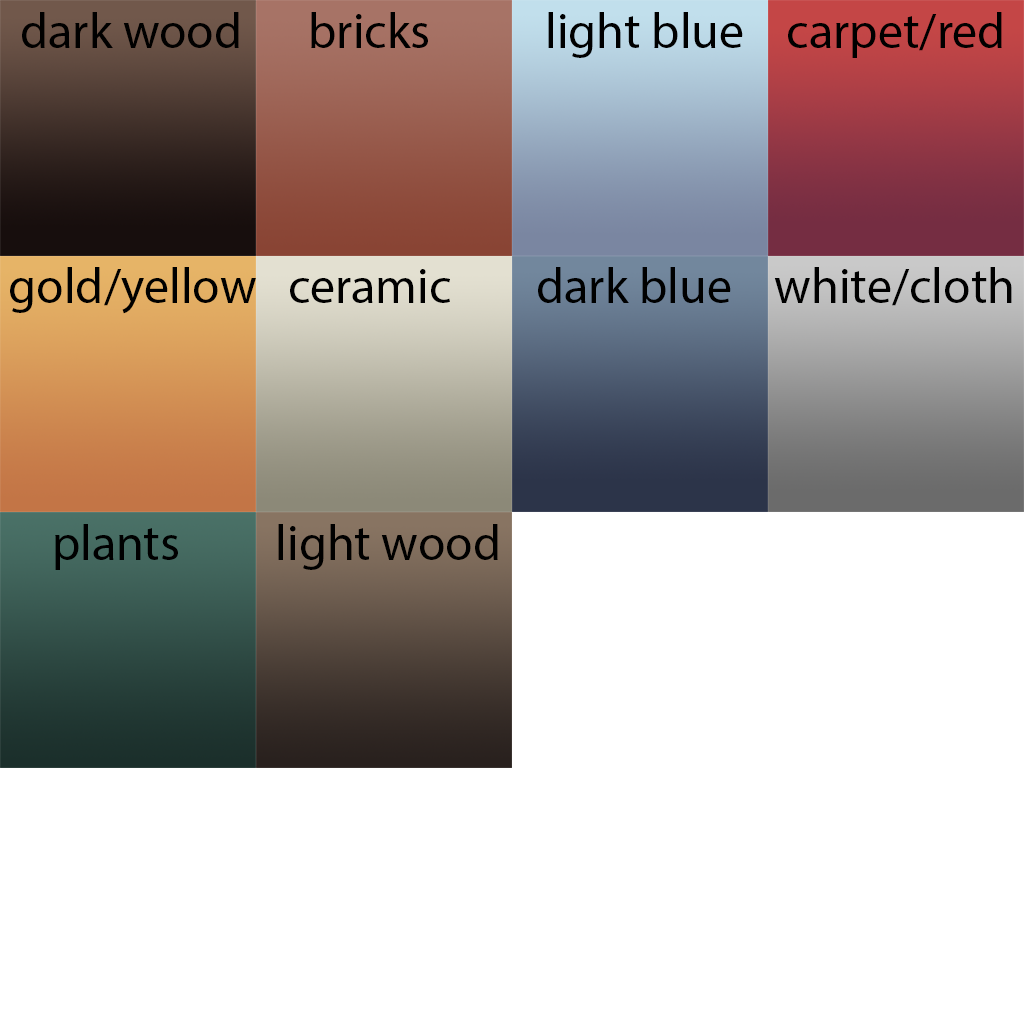 dark wood
bricks
light blue
carpet/red
gold/yellow
ceramic
dark blue
white/cloth
plants
light wood